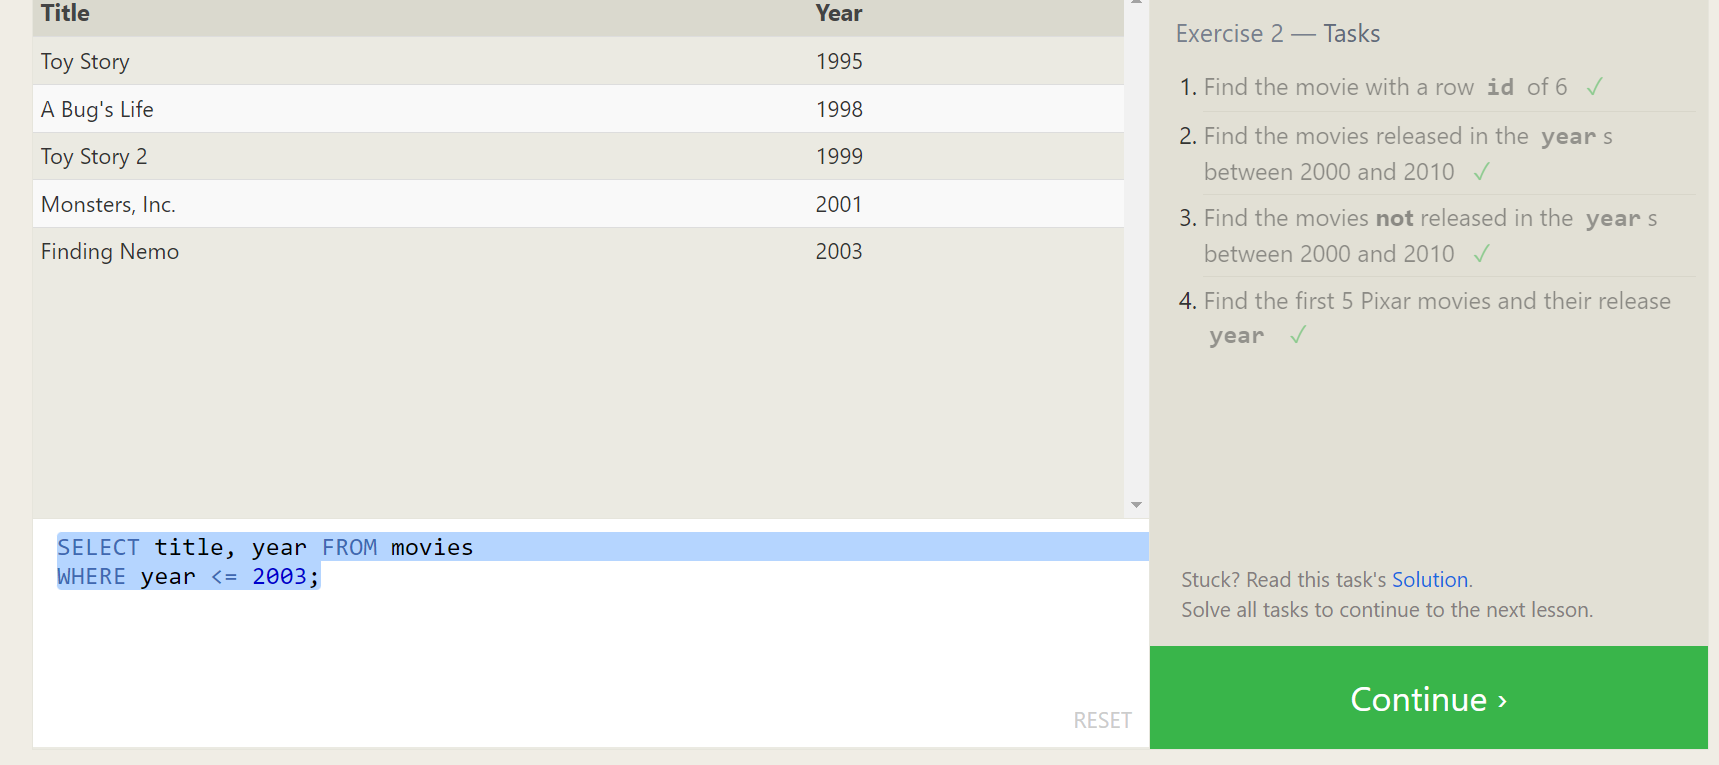 Title Year
Toy Story 1995
A Bug's Life 1998
Toy Story 2 1999
Monsters, Inc. 2001
Finding Nemo 2003
SELECT title, year FROM movies
WHERE year <= 2003;
RESET
Exercise 2 — Tasks
1. Find the movie with a row id of 6 ✓
2. Find the movies released in the year s
between 2000 and 2010 ✓
3. Find the movies not released in the year s
between 2000 and 2010 ✓
4. Find the first 5 Pixar movies and their release
year ✓
Stuck? Read this task's Solution.
Solve all tasks to continue to the next lesson.
Continue ›